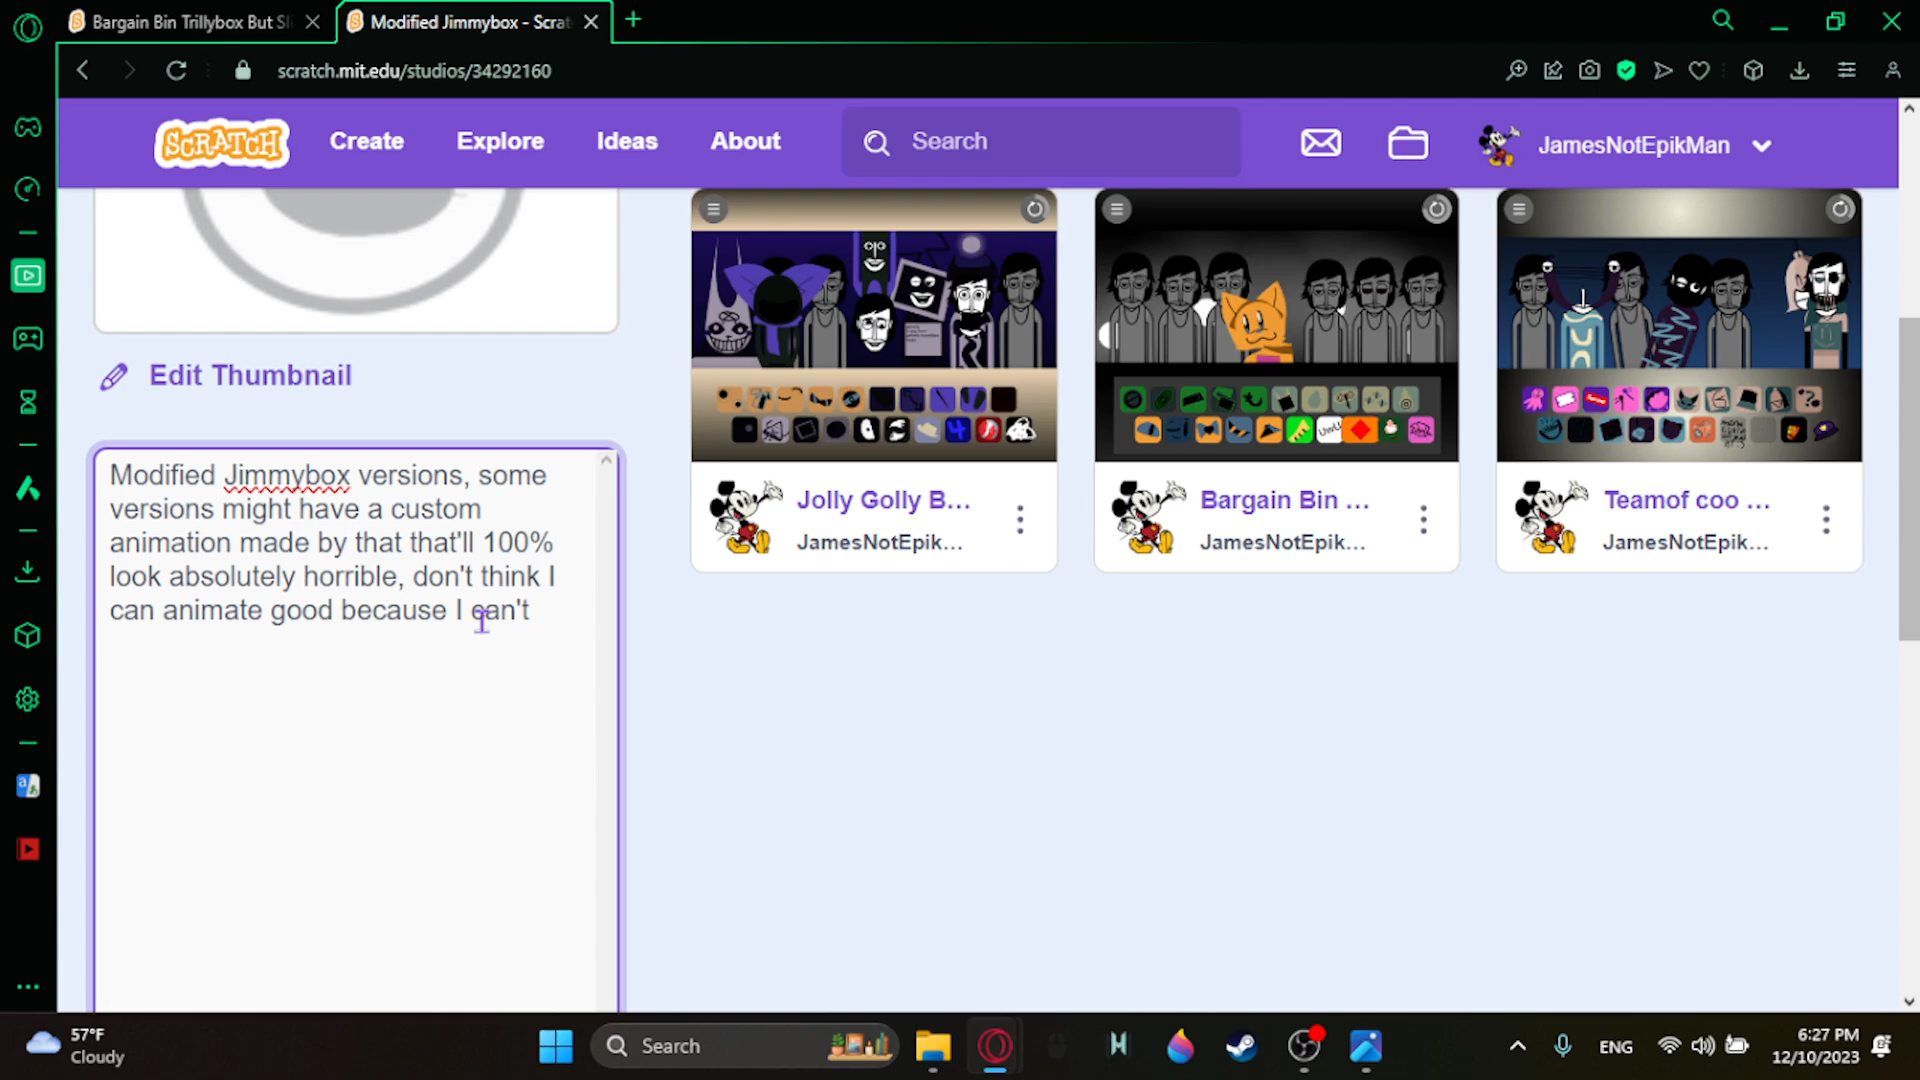 Bargain Bin Trillybox But Sli
Modified Jimmybox - Scrat
scratch.mit.edu/studios/34292160
SCRATCH
Create
Explore
Ideas
About
Search
JamesNotEpikMan
Edit Thumbnail
Modified Jimmybox versions, some
versions might have a custom
animation made by that that'll 100%
look absolutely horrible, don't think I
can animate good because I can't
Jolly Golly B...
JamesNotEpik...
Bargain Bin ...
JamesNotEpik...
Teamof coo ...
JamesNotEpik...
57°F
Cloudy
Search
ENG
6:27 PM
12/10/2023